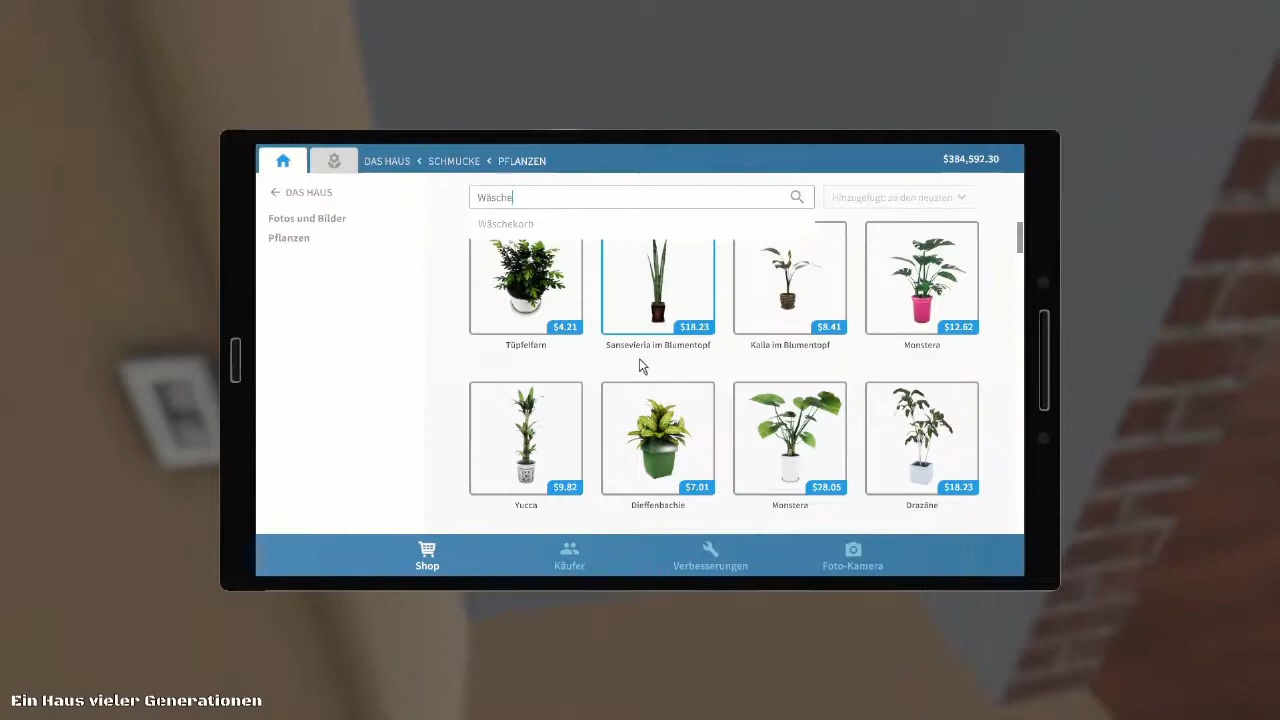 DAS HAUS < SCHMUCKE < PFLANZEN
$384,592.30
DAS HAUS
Fotos und Bilder
Pflanzen
Wäsche
Hinzugefügt: zu den neusten
Wäschekorb
$4.21
$18.23
$8.41
$12.62
Tüpfelfarn
Sansevieria im Blumentopf
Kalla im Blumentopf
Monstera
$9.82
$7.01
$28.05
$18.23
Yucca
Dieffenbachie
Monstera
Drazäne
Shop
Käufer
Verbesserungen
Foto-Kamera
Ein Haus vieler Generationen